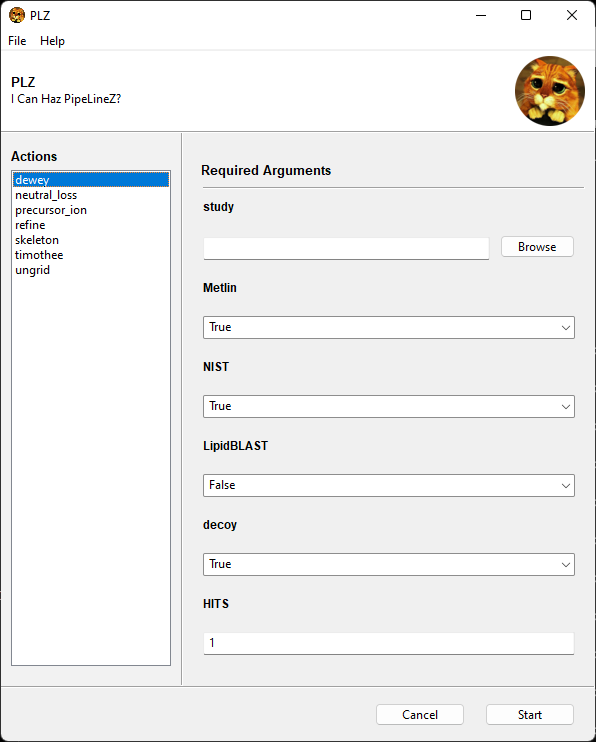 PLZ
File Help
PLZ
I Can Haz PipeLineZ?
Actions
dewey
neutral_loss
precursor_ion
refine
skeleton
timothee
ungrid
Required Arguments
study
Browse
Metlin
True
NIST
True
LipidBLAST
False
decoy
True
HITS
1
Cancel Start